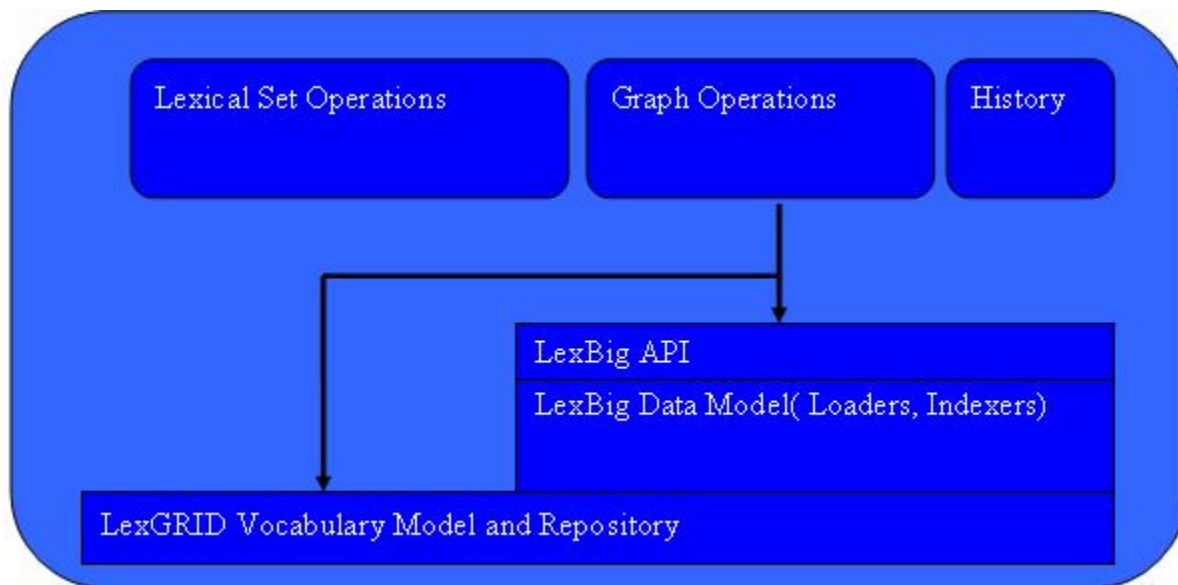 Lexical Set Operations
Graph Operations
History
LexBig API
LexBig Data Model( Loaders, Indexers)
LexGRID Vocabulary Model and Repository